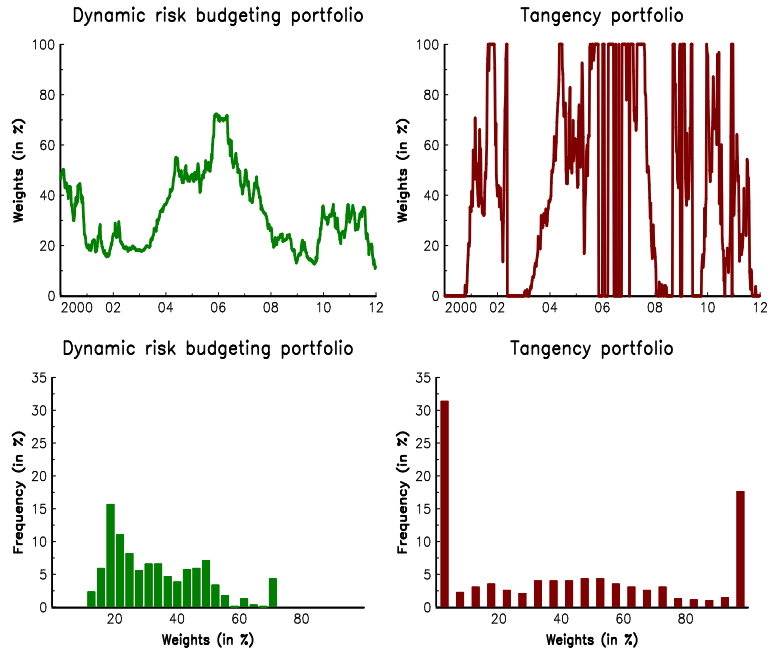 Dynamic risk budgeting portfolio
Weights (in %)
100
80
60
40
20
0
2000 02 04 06 08 10 12
Tangency portfolio
Weights (in %)
100
80
60
40
20
0
2000 02 04 06 08 10 12
Dynamic risk budgeting portfolio
Frequency (in %)
35
30
25
20
15
10
5
0
20 40 60 80
Weights (in %)
Tangency portfolio
Frequency (in %)
35
30
25
20
15
10
5
0
20 40 60 80
Weights (in %)